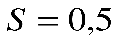 S = 0,5